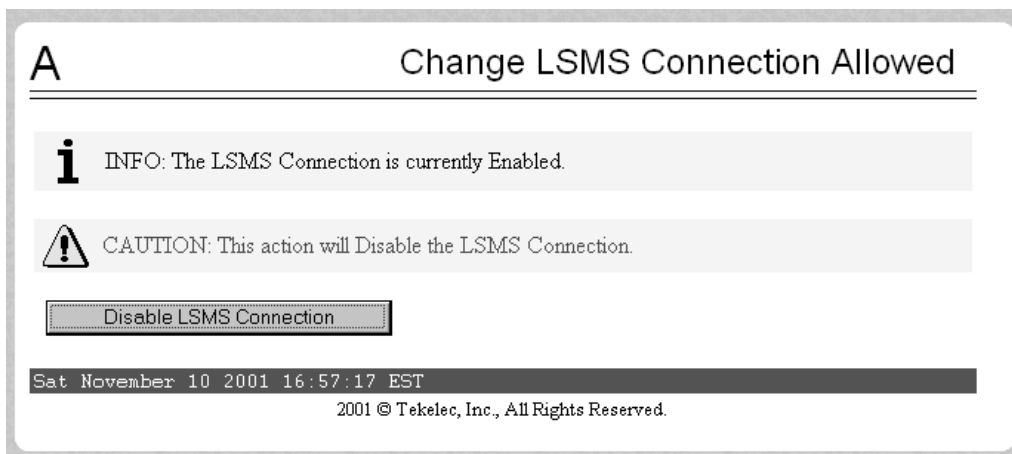 A
Change LSMS Connection Allowed
INFO: The LSMS Connection is currently Enabled.
CAUTION: This action will Disable the LSMS Connection.
Disable LSMS Connection
Sat November 10 2001 16:57:17 EST
2001 © Tekelec, Inc., All Rights Reserved.